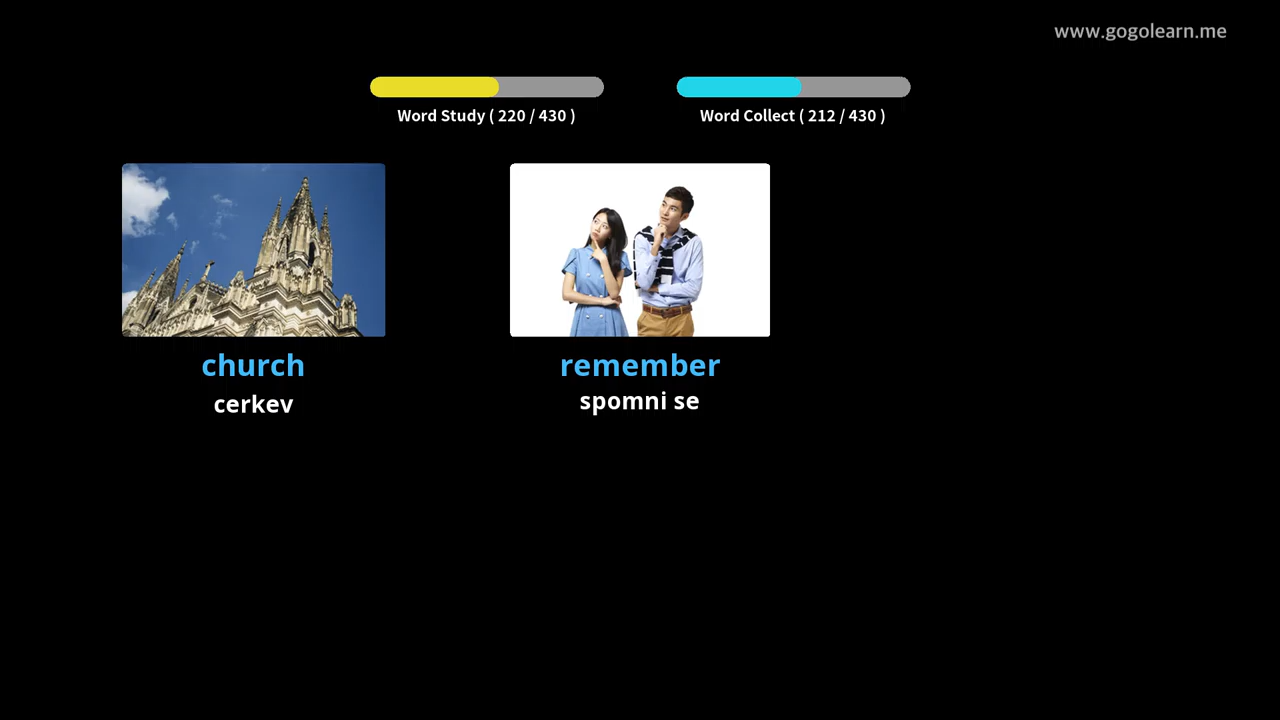 www.gogolearn.me
Word Study ( 220 / 430 )
Word Collect ( 212 / 430 )
church
cerkev
remember
spomni se